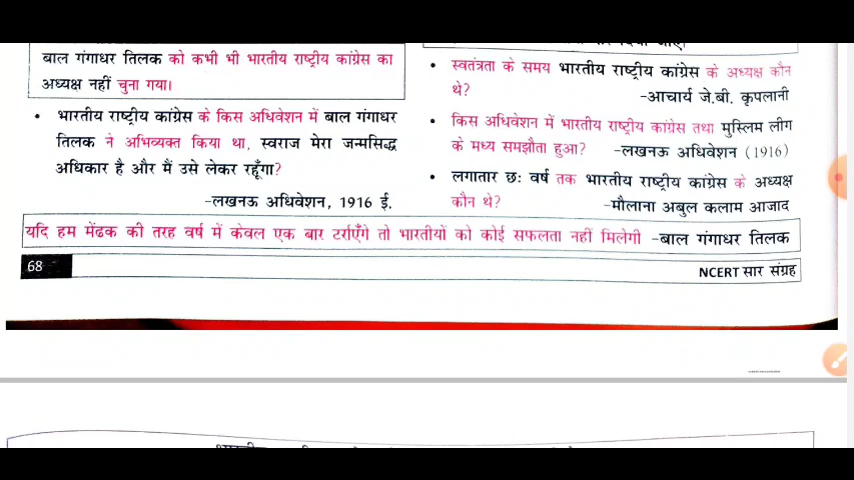 बाल गंगाधर तिलक को कभी भी भारतीय राष्ट्रीय कांग्रेस का
अध्यक्ष नहीं चुना गया।
• भारतीय राष्ट्रीय कांग्रेस के किस अधिवेशन में बाल गंगाधर
तिलक ने अभिव्यक्त किया था, स्वराज मेरा जन्मसिद्ध
अधिकार है और मैं उसे लेकर रहूँगा?
-लखनऊ अधिवेशन, 1916 ई.
• स्वतंत्रता के समय भारतीय राष्ट्रीय कांग्रेस के अध्यक्ष कौन
थे? -आचार्य जे.बी. कृपलानी
• किस अधिवेशन में भारतीय राष्ट्रीय कांग्रेस तथा मुस्लिम लीग
के मध्य समझौता हुआ? -लखनऊ अधिवेशन (1916)
• लगातार छः वर्ष तक भारतीय राष्ट्रीय कांग्रेस के अध्यक्ष
कौन थे? -मौलाना अबुल कलाम आजाद
यदि हम मेंढक की तरह वर्ष में केवल एक बार टर्राएँगे तो भारतीयों को कोई सफलता नहीं मिलेगी -बाल गंगाधर तिलक
68
NCERT सार संग्रह